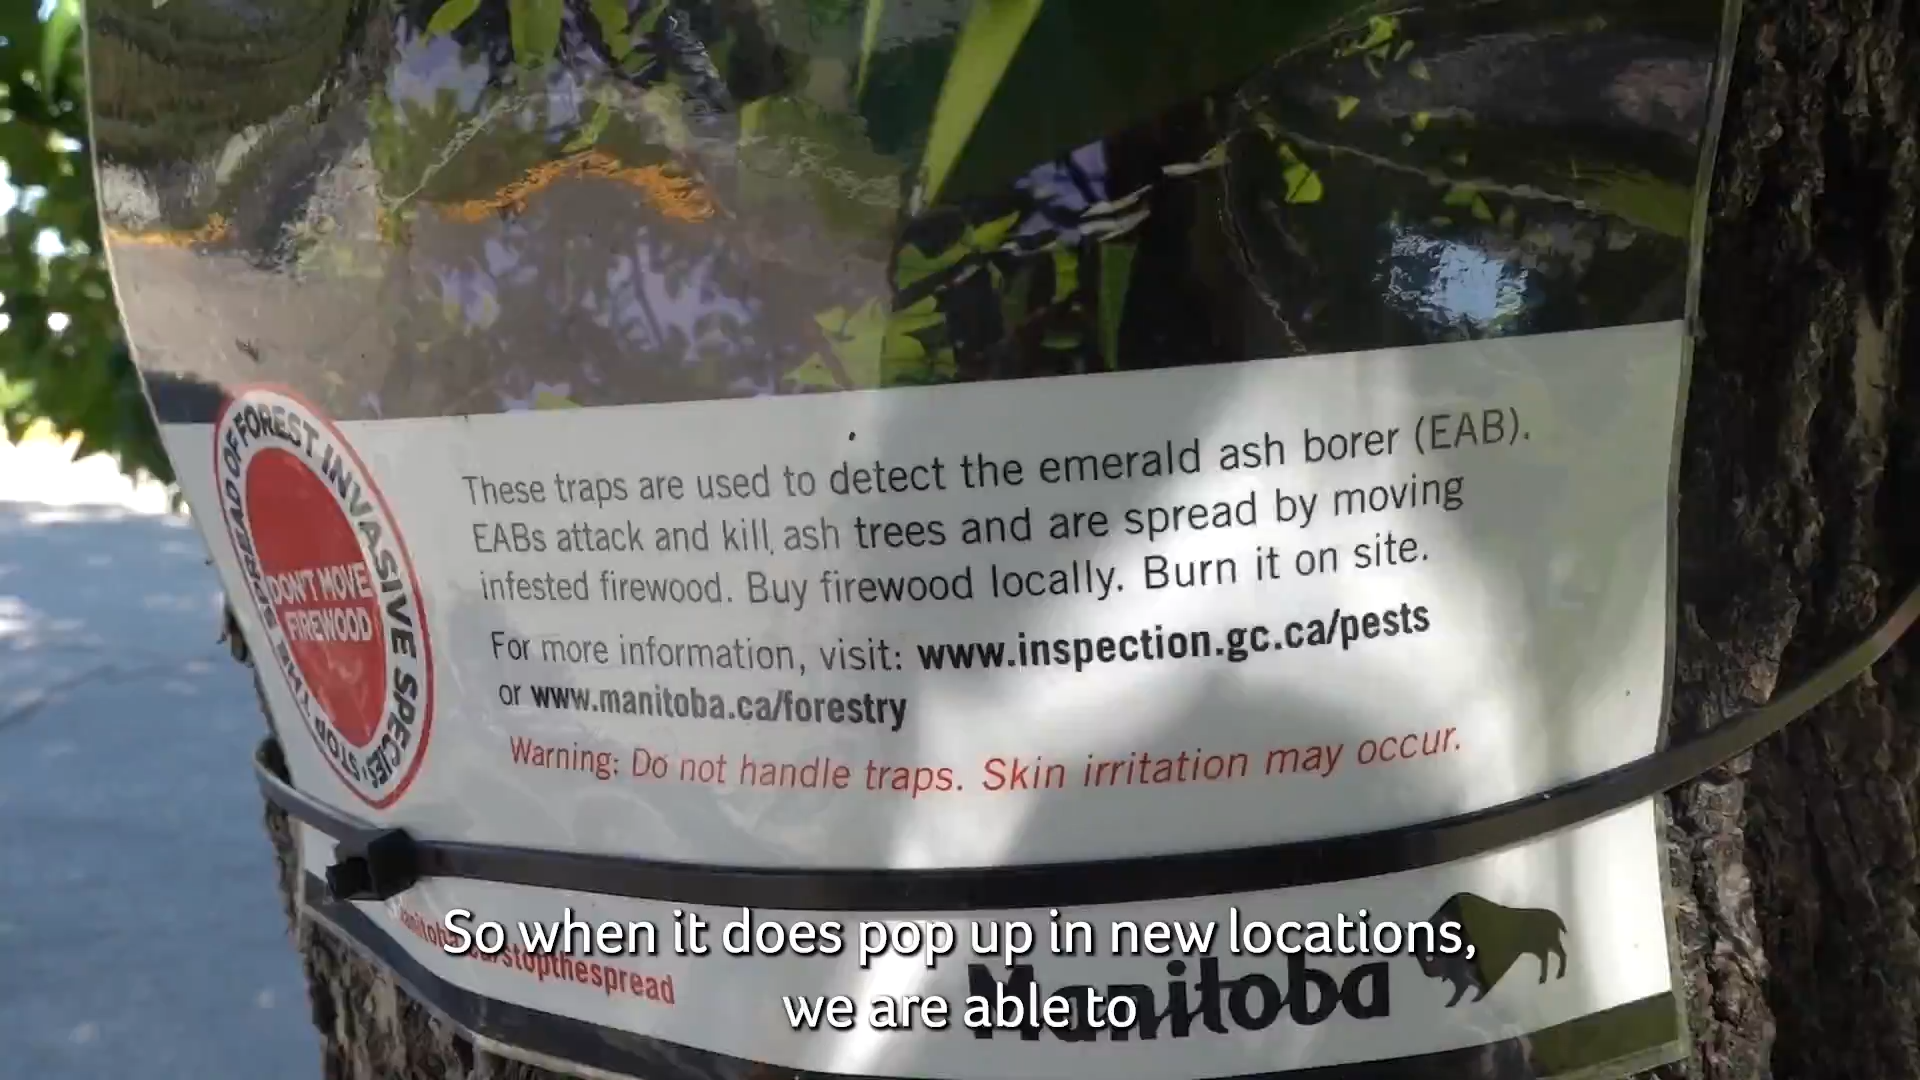 STOP THE SPREAD OF FOREST INVASIVE SPECIES
DON'T MOVE
FIREWOOD
These traps are used to detect the emerald ash borer (EAB).
EABs attack and kill ash trees and are spread by moving
infested firewood. Buy firewood locally. Burn it on site.
For more information, visit: www.inspection.gc.ca/pests
or www.manitoba.ca/forestry
Warning: Do not handle traps. Skin irritation may occur.
stopthespread
Manitoba
So when it does pop up in new locations,
we are able to